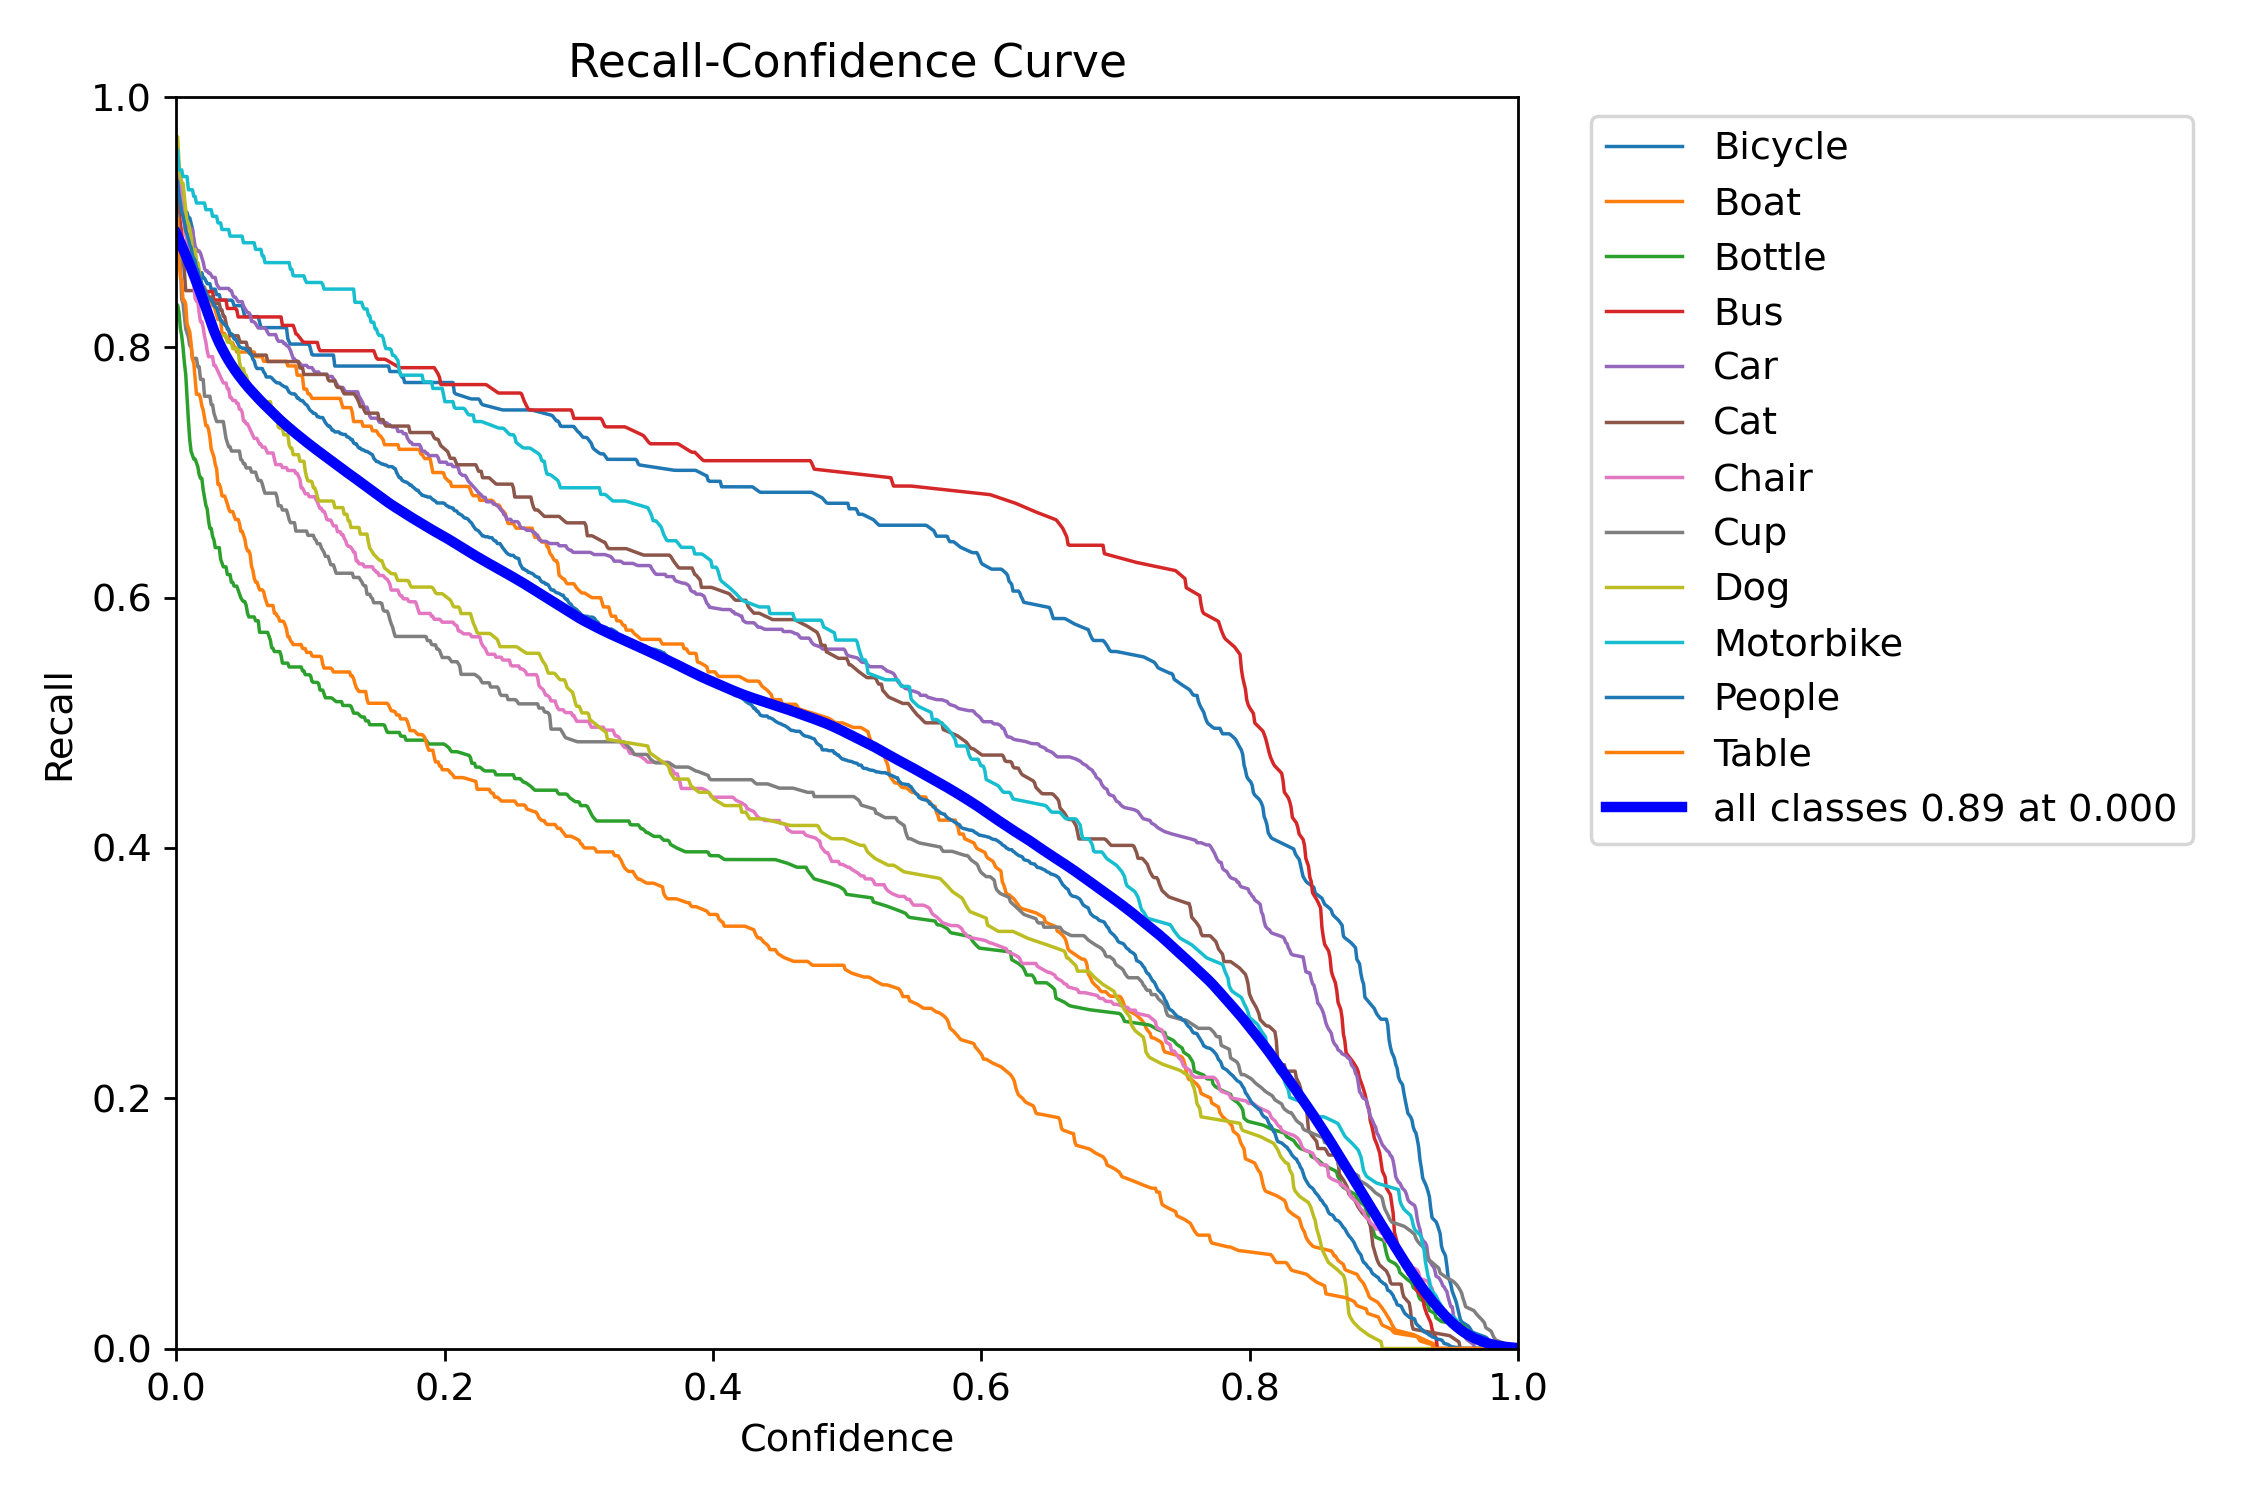 Recall-Confidence Curve
1.0
0.8
0.6
0.4
0.2
0.0
Recall
0.0 0.2 0.4 0.6 0.8 1.0
Confidence
Bicycle
Boat
Bottle
Bus
Car
Cat
Chair
Cup
Dog
Motorbike
People
Table
all classes 0.89 at 0.000